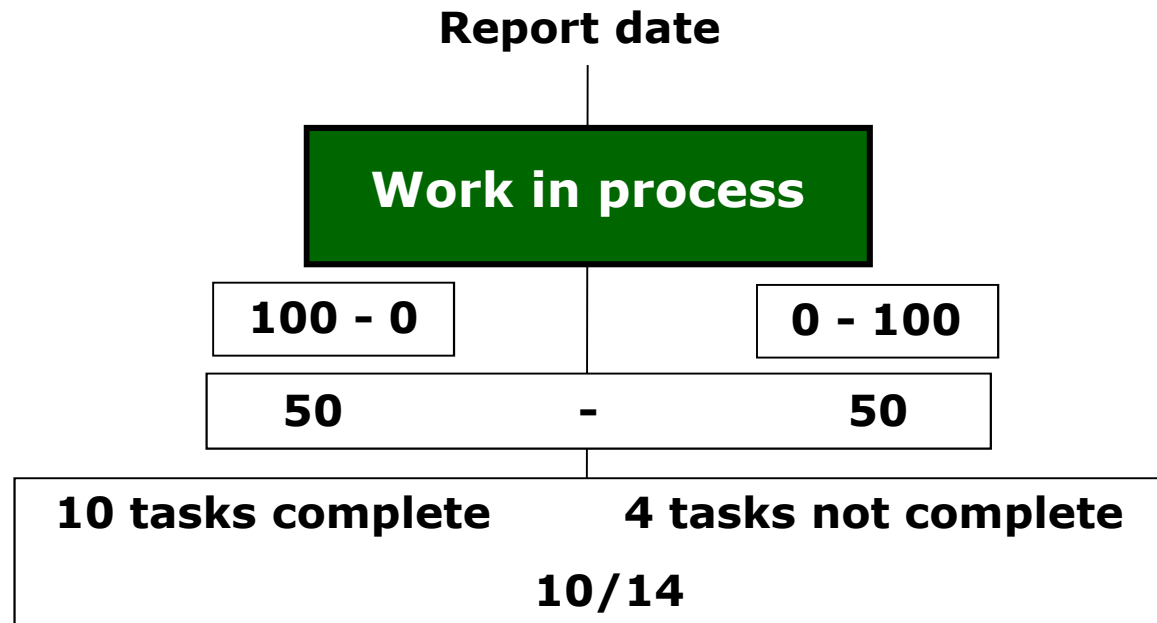 Report date
Work in process
100 - 0
0 - 100
50 - 50
10 tasks complete
4 tasks not complete
10/14